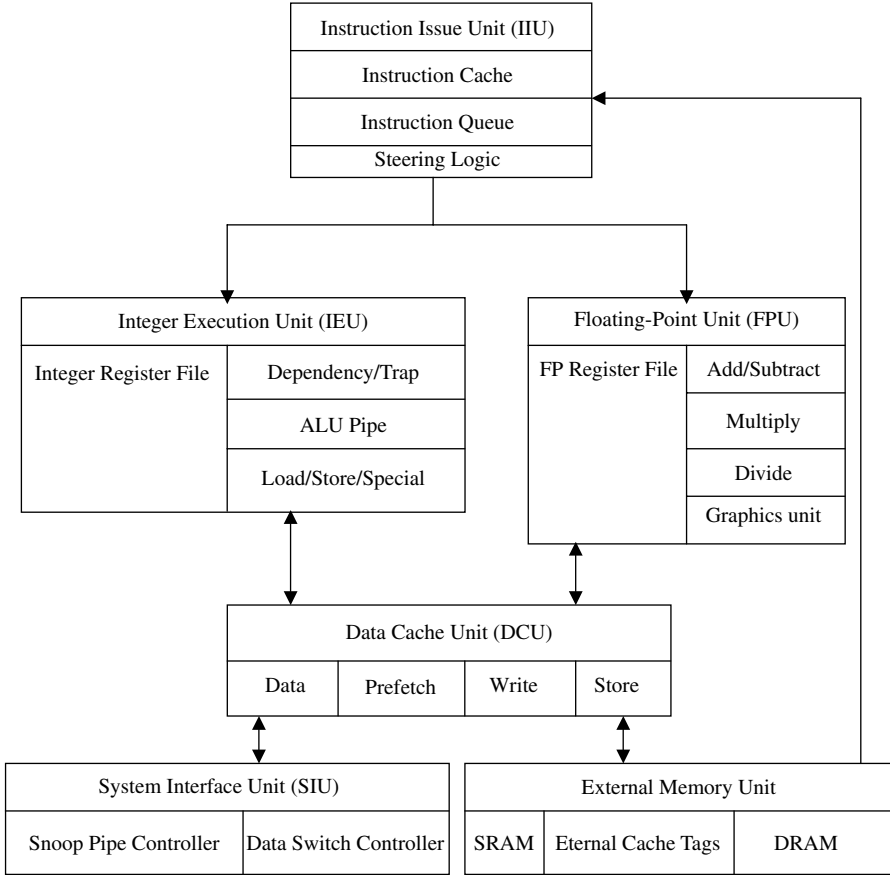 Instruction Issue Unit (IIU)
Instruction Cache
Instruction Queue
Steering Logic
Integer Execution Unit (IEU)
Integer Register File
Dependency/Trap
ALU Pipe
Load/Store/Special
Floating-Point Unit (FPU)
FP Register File
Add/Subtract
Multiply
Divide
Graphics unit
Data Cache Unit (DCU)
Data
Prefetch
Write
Store
System Interface Unit (SIU)
Snoop Pipe Controller
Data Switch Controller
External Memory Unit
SRAM
Eternal Cache Tags
DRAM